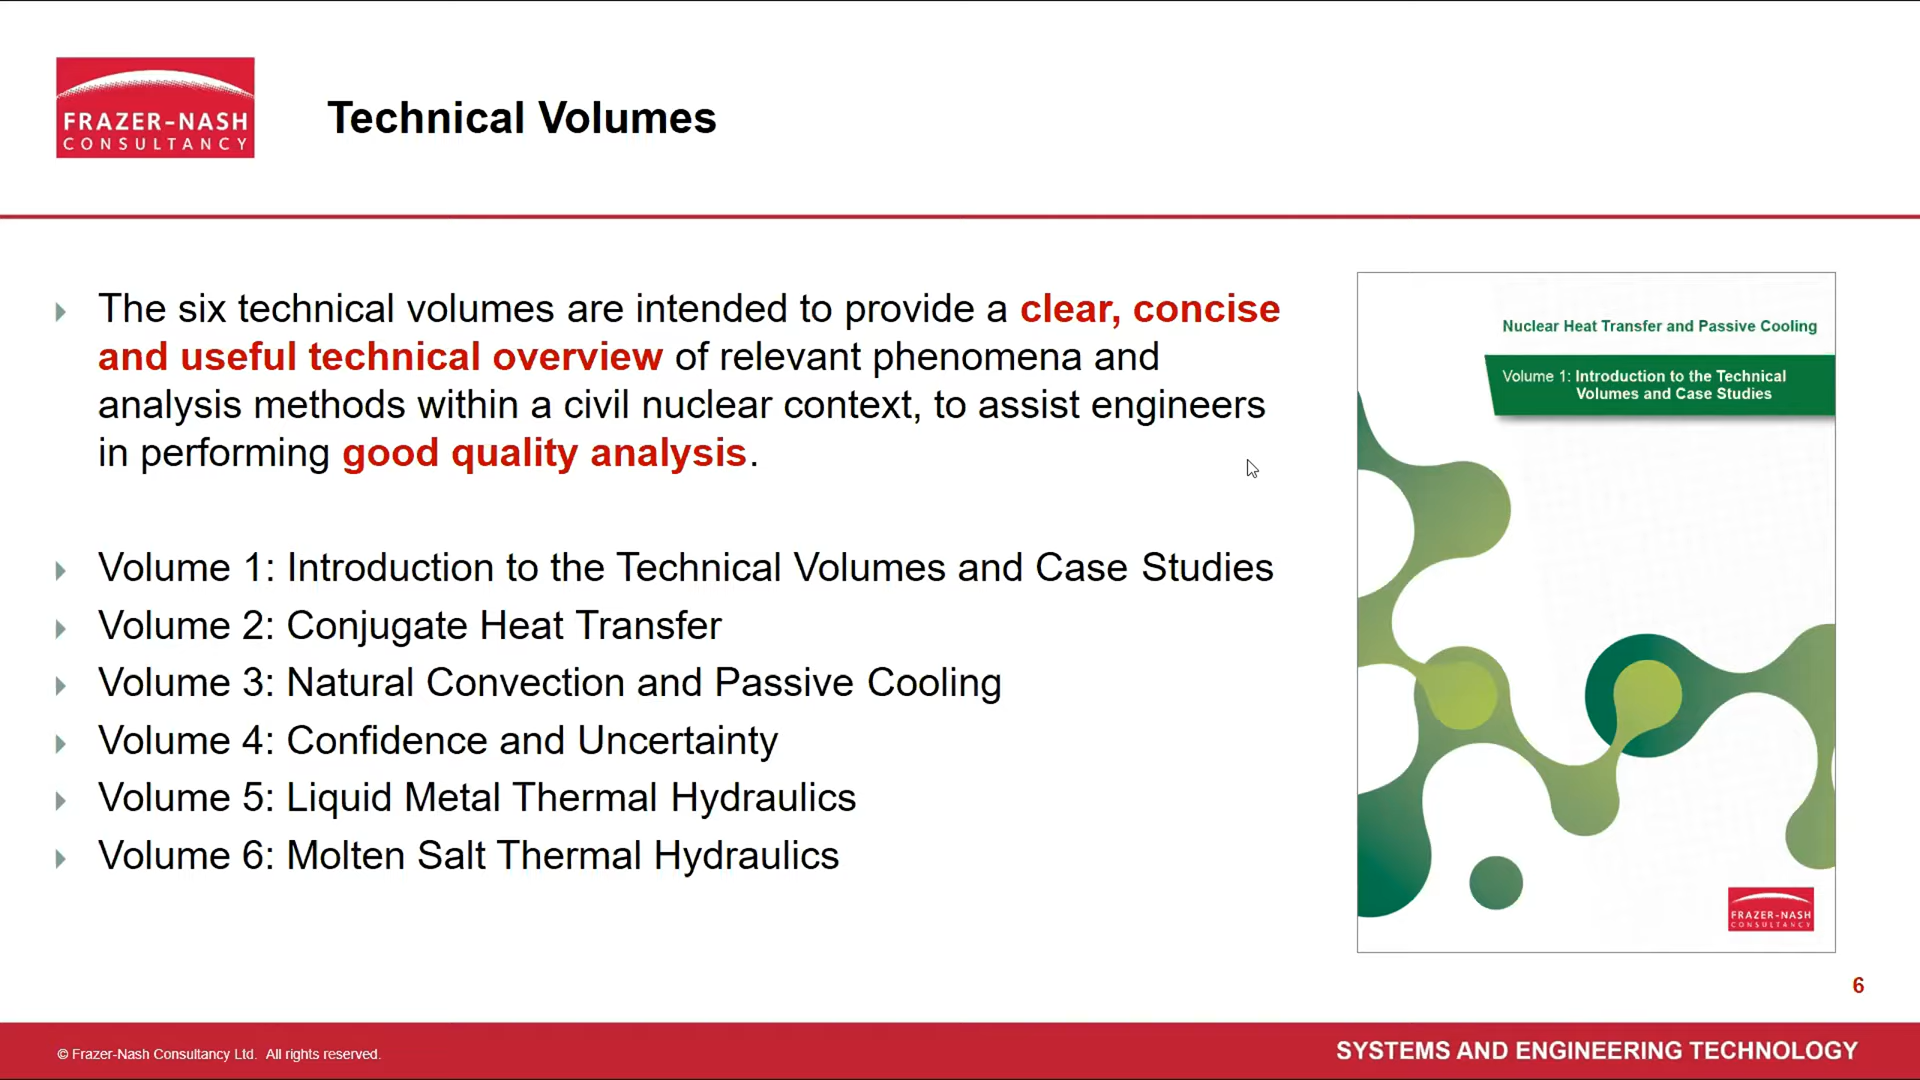 FRAZER-NASH
CONSULTANCY
Technical Volumes
The six technical volumes are intended to provide a clear, concise
and useful technical overview of relevant phenomena and
analysis methods within a civil nuclear context, to assist engineers
in performing good quality analysis.
Volume 1: Introduction to the Technical Volumes and Case Studies
Volume 2: Conjugate Heat Transfer
Volume 3: Natural Convection and Passive Cooling
Volume 4: Confidence and Uncertainty
Volume 5: Liquid Metal Thermal Hydraulics
Volume 6: Molten Salt Thermal Hydraulics
Nuclear Heat Transfer and Passive Cooling
Volume 1: Introduction to the Technical
Volumes and Case Studies
FRAZER-NASH
CONSULTANCY
6
© Frazer-Nash Consultancy Ltd. All rights reserved.
SYSTEMS AND ENGINEERING TECHNOLOGY